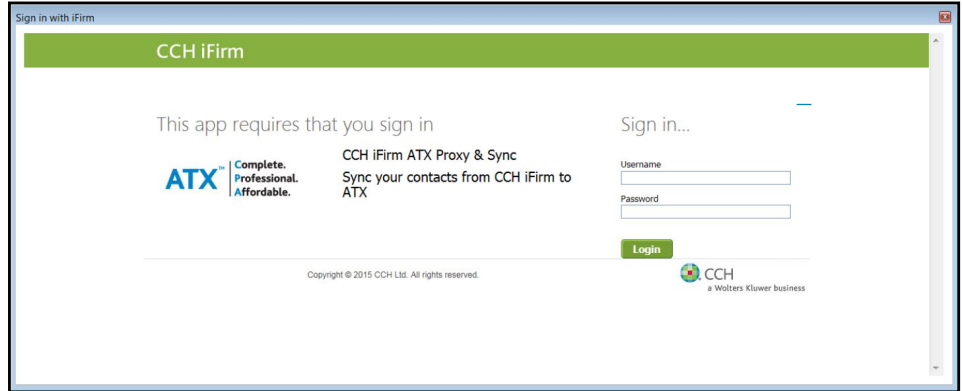 Sign in with iFirm
CCH iFirm
This app requires that you sign in
ATX™
Complete.
Professional.
Affordable.
CCH iFirm ATX Proxy & Sync
Sync your contacts from CCH iFirm to
ATX
Sign in...
Username
Password
Login
Copyright © 2015 CCH Ltd. All rights reserved.
CCH
a Wolters Kluwer business